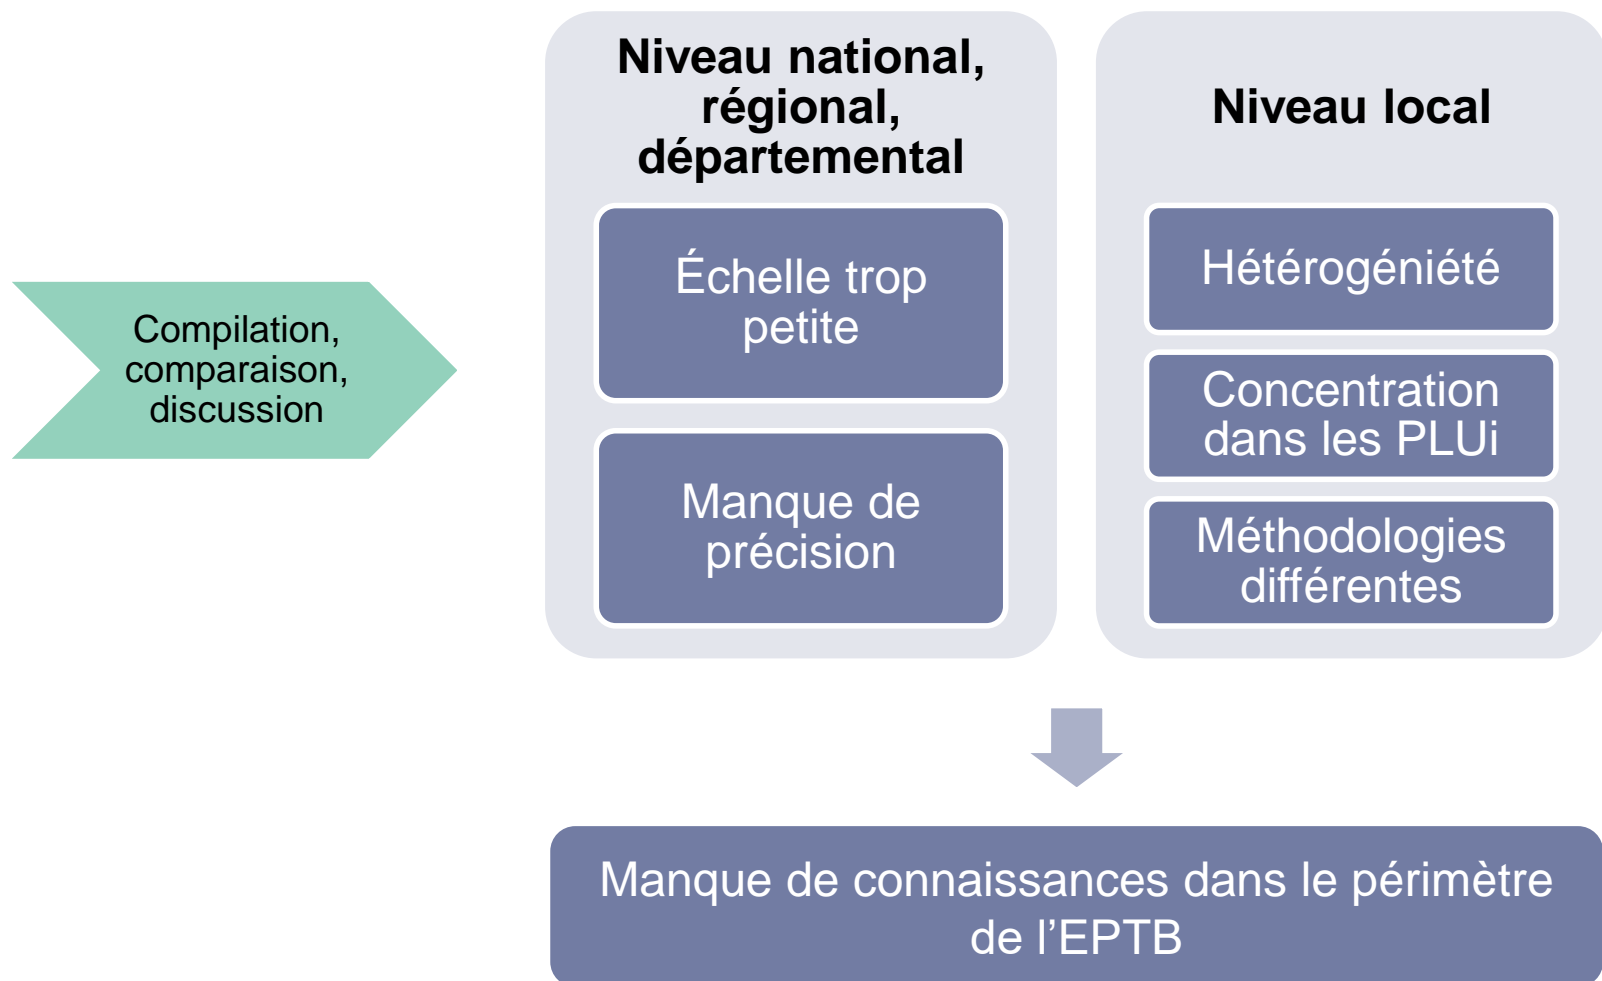 Compilation,
comparaison,
discussion
Niveau national,
régional,
départemental
Échelle trop
petite
Manque de
précision
Niveau local
Hétérogéniété
Concentration
dans les PLUi
Méthodologies
différentes
Manque de connaissances dans le périmètre
de l’EPTB